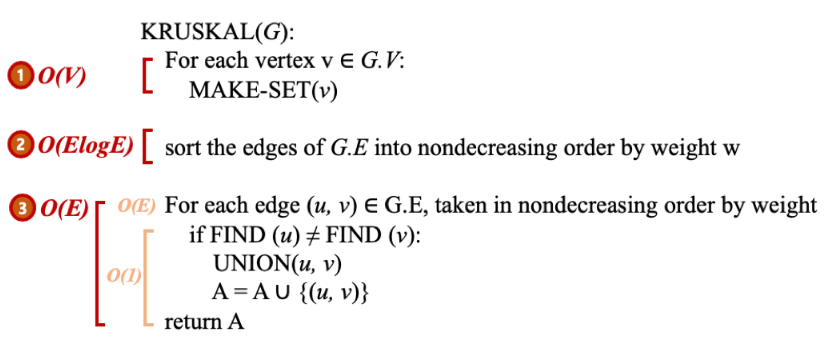 KRUSKAL(G):
1 O(V) For each vertex v ∈ G.V:
MAKE-SET(v)
2 O(ElogE) sort the edges of G.E into nondecreasing order by weight w
3 O(E) O(E) For each edge (u, v) ∈ G.E, taken in nondecreasing order by weight
if FIND (u) ≠ FIND (v):
O(1) UNION(u, v)
A = A ∪ {(u, v)}
return A